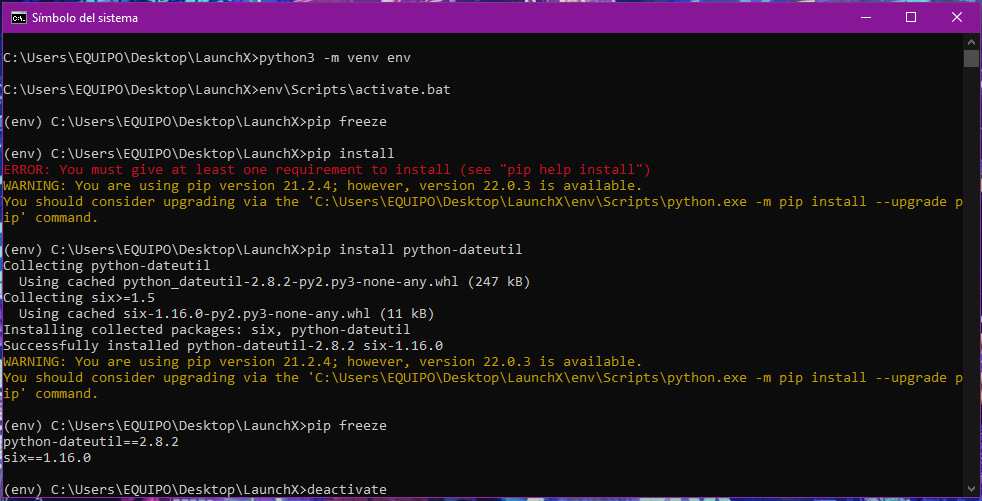 Símbolo del sistema
C:\Users\EQUIPO\Desktop\LaunchX>python3 -m venv env
C:\Users\EQUIPO\Desktop\LaunchX>env\Scripts\activate.bat
(env) C:\Users\EQUIPO\Desktop\LaunchX>pip freeze
(env) C:\Users\EQUIPO\Desktop\LaunchX>pip install
ERROR: You must give at least one requirement to install (see "pip help install")
WARNING: You are using pip version 21.2.4; however, version 22.0.3 is available.
You should consider upgrading via the 'C:\Users\EQUIPO\Desktop\LaunchX\env\Scripts\python.exe -m pip install --upgrade p
ip' command.
(env) C:\Users\EQUIPO\Desktop\LaunchX>pip install python-dateutil
Collecting python-dateutil
  Using cached python_dateutil-2.8.2-py2.py3-none-any.whl (247 kB)
Collecting six>=1.5
  Using cached six-1.16.0-py2.py3-none-any.whl (11 kB)
Installing collected packages: six, python-dateutil
Successfully installed python-dateutil-2.8.2 six-1.16.0
WARNING: You are using pip version 21.2.4; however, version 22.0.3 is available.
You should consider upgrading via the 'C:\Users\EQUIPO\Desktop\LaunchX\env\Scripts\python.exe -m pip install --upgrade p
ip' command.
(env) C:\Users\EQUIPO\Desktop\LaunchX>pip freeze
python-dateutil==2.8.2
six==1.16.0
(env) C:\Users\EQUIPO\Desktop\LaunchX>deactivate